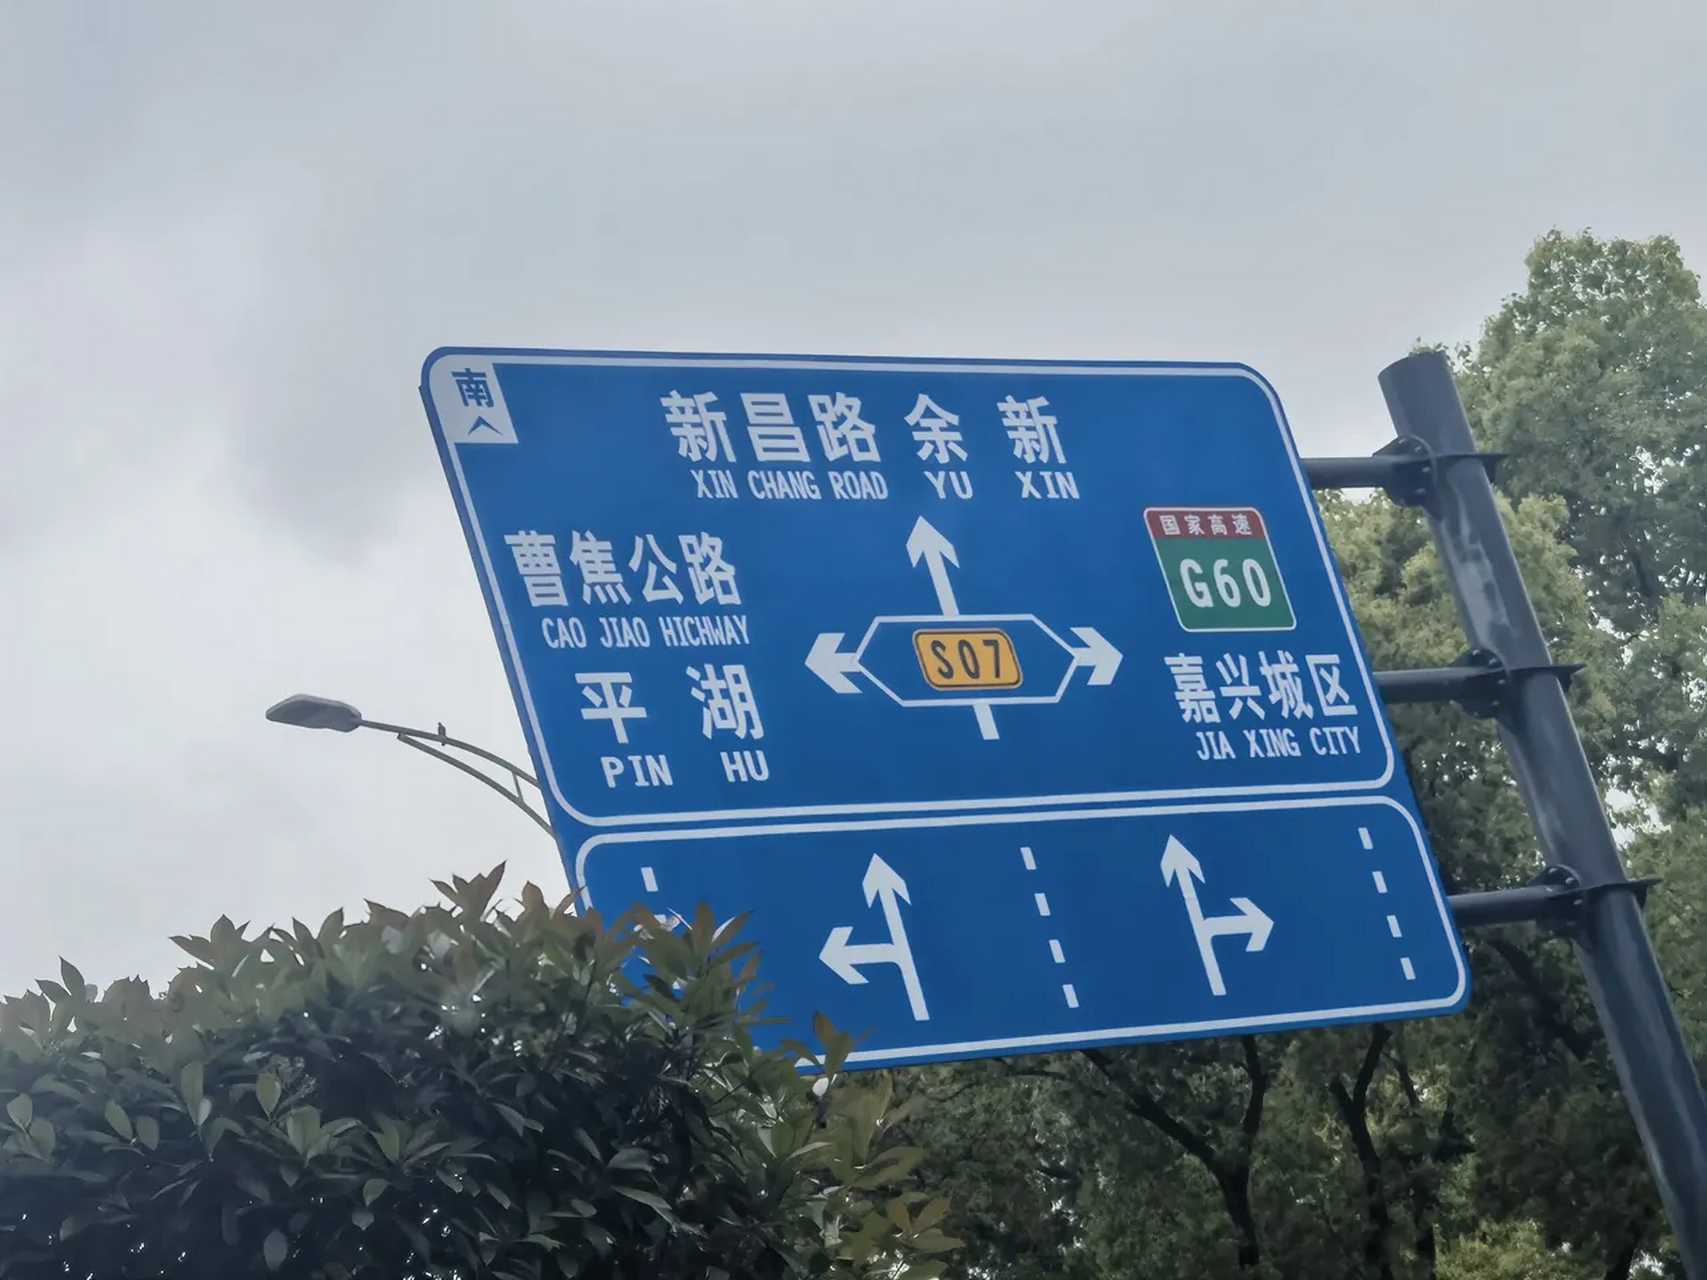 南
新昌路 余新
XIN CHANG ROAD YU XIN
曹焦公路
CAO JIAO HICHWAY
平湖
PIN HU
S07
国家高速
G60
嘉兴城区
JIA XING CITY